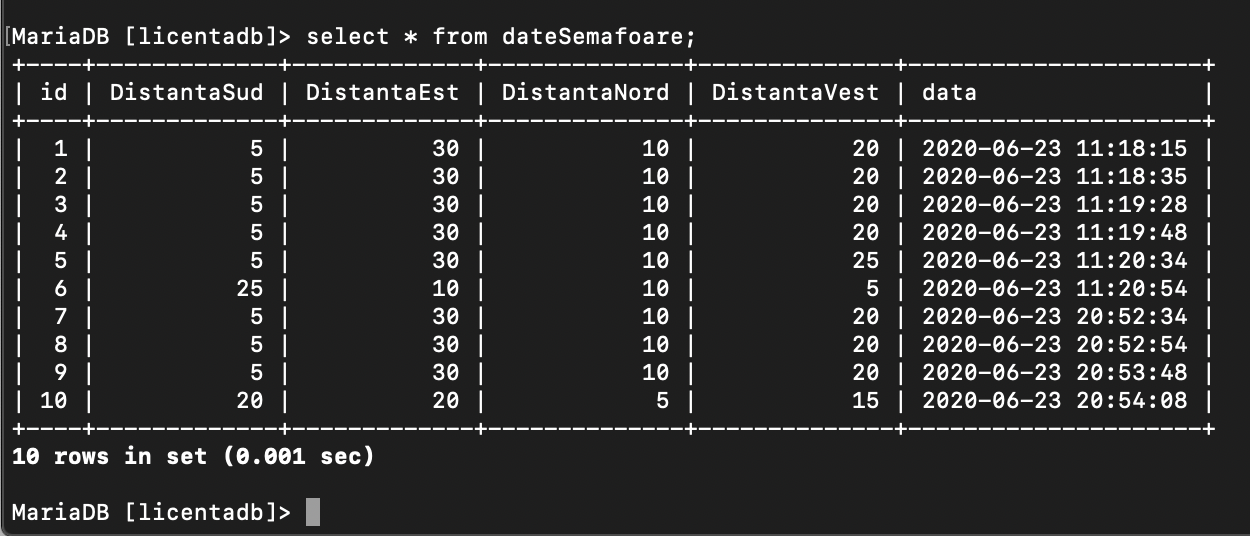 MariaDB [licentadb]> select * from dateSemafoare;
+----+-------------+-------------+--------------+--------------+---------------------+
| id | DistantaSud | DistantaEst | DistantaNord | DistantaVest | data                |
+----+-------------+-------------+--------------+--------------+---------------------+
|  1 |           5 |          30 |           10 |           20 | 2020-06-23 11:18:15 |
|  2 |           5 |          30 |           10 |           20 | 2020-06-23 11:18:35 |
|  3 |           5 |          30 |           10 |           20 | 2020-06-23 11:19:28 |
|  4 |           5 |          30 |           10 |           20 | 2020-06-23 11:19:48 |
|  5 |           5 |          30 |           10 |           25 | 2020-06-23 11:20:34 |
|  6 |          25 |          10 |           10 |            5 | 2020-06-23 11:20:54 |
|  7 |           5 |          30 |           10 |           20 | 2020-06-23 20:52:34 |
|  8 |           5 |          30 |           10 |           20 | 2020-06-23 20:52:54 |
|  9 |           5 |          30 |           10 |           20 | 2020-06-23 20:53:48 |
| 10 |          20 |          20 |            5 |           15 | 2020-06-23 20:54:08 |
+----+-------------+-------------+--------------+--------------+---------------------+
10 rows in set (0.001 sec)
MariaDB [licentadb]>